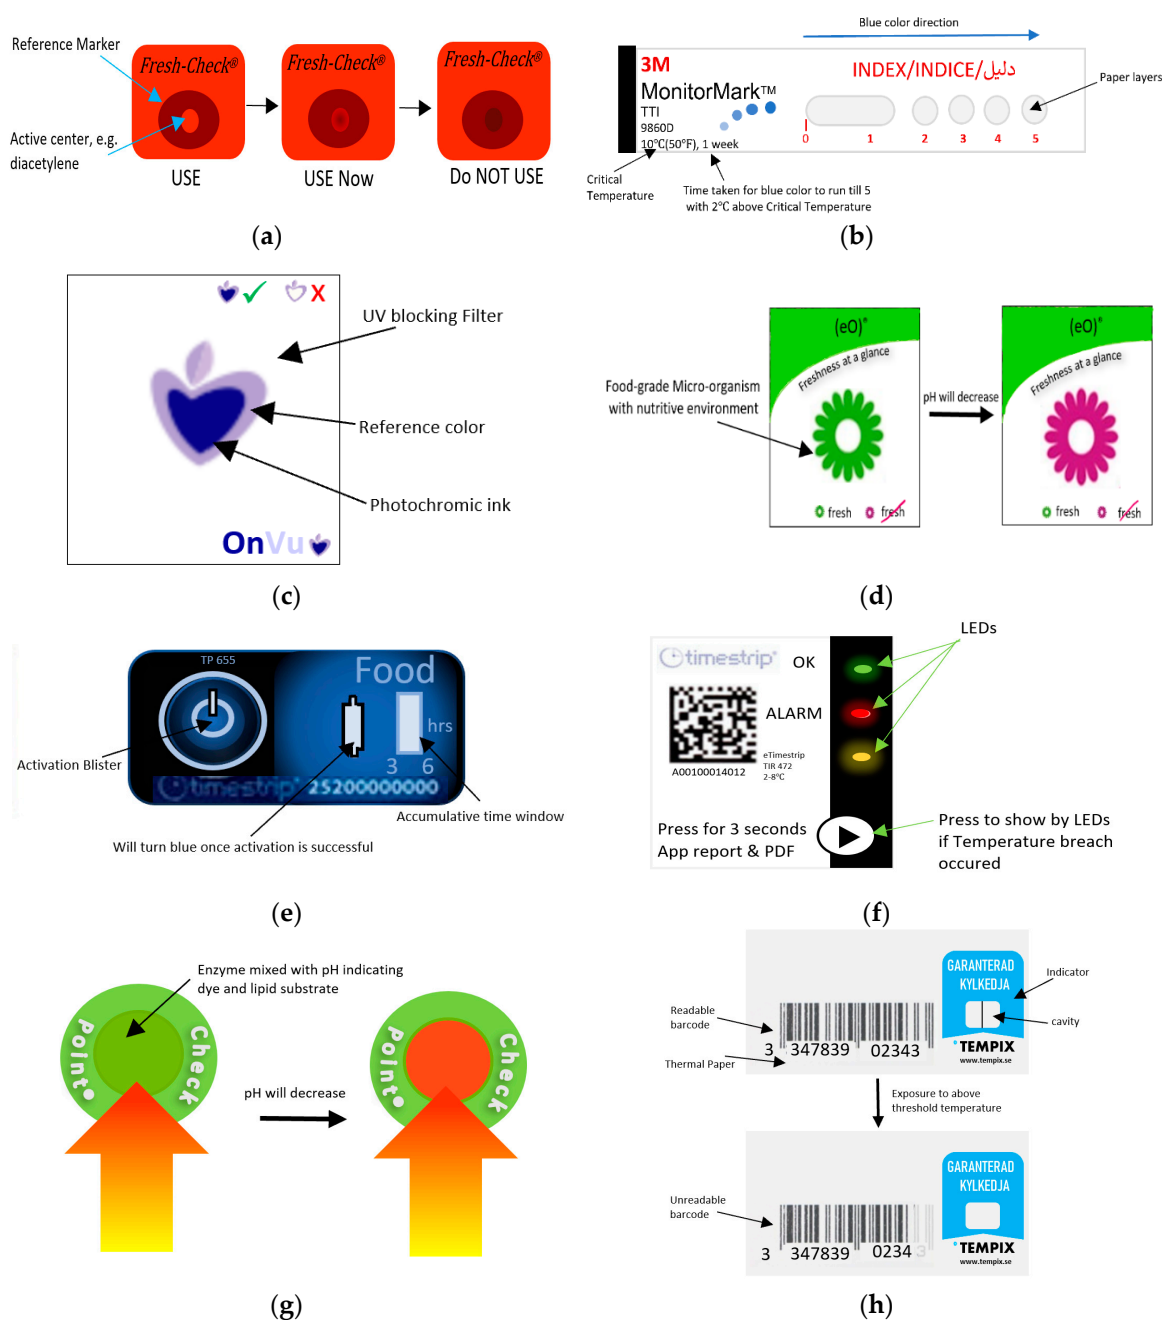 Reference Marker
Active center, e.g.
diacetylene
Fresh-Check®
Fresh-Check®
Fresh-Check®
USE
USE Now
Do NOT USE
(a)
Blue color direction
3M
MonitorMark™
TTI
9860D
10°C(50°F), 1 week
INDEX/INDICE/دليل
0
1
2
3
4
5
Paper layers
Critical
Temperature
Time taken for blue color to run till 5
with 2°C above Critical Temperature
(b)
X
UV blocking Filter
Reference color
Photochromic ink
OnVu
(c)
Food-grade Micro-organism
with nutritive environment
(eO)®
Freshness at a glance
fresh
fresh
pH will decrease
(eO)®
Freshness at a glance
fresh
fresh
(d)
TP 655
Food
hrs
3 6
timestrip® 25200000000
Activation Blister
Accumulative time window
Will turn blue once activation is successful
(e)
timestrip®
OK
ALARM
eTimestrip
TIR 472
2-8°C
A00100014012
Press for 3 seconds
App report & PDF
LEDs
Press to show by LEDs
if Temperature breach
occured
(f)
Enzyme mixed with pH indicating
dye and lipid substrate
Check
Point
pH will decrease
Check
Point
(g)
Readable
barcode
Thermal Paper
3 347839 02343
GARANTERAD
KYLKEDJA
TEMPIX
www.tempix.se
Indicator
cavity
Exposure to above
threshold temperature
Unreadable
barcode
3 347839 0234 3
GARANTERAD
KYLKEDJA
TEMPIX
www.tempix.se
(h)